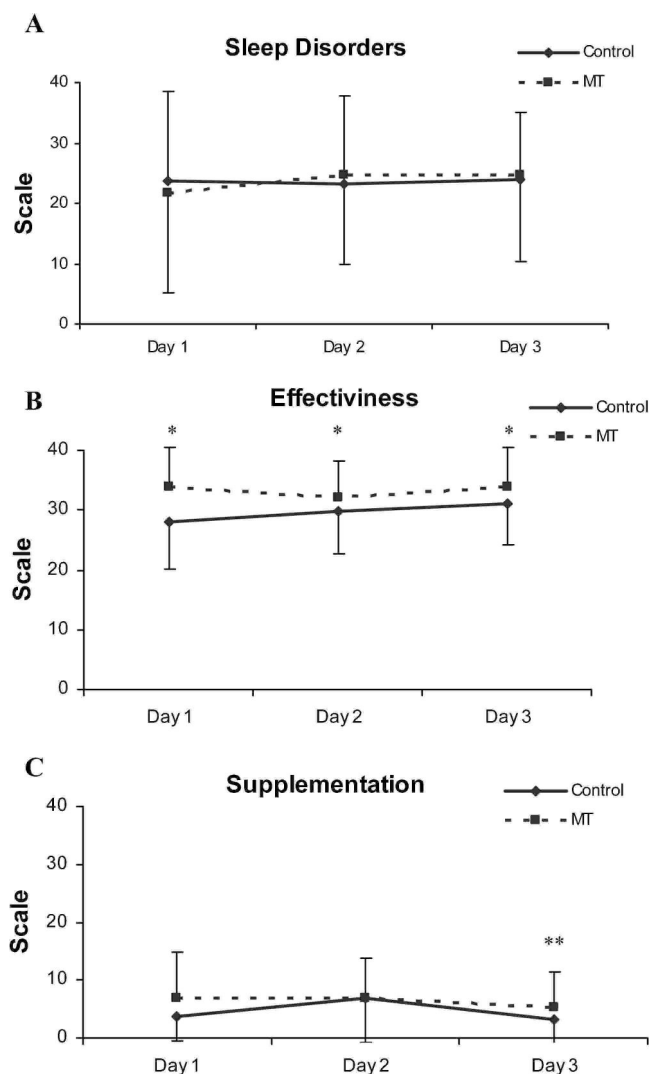 A
Sleep Disorders
Control
MT
40
30
20
10
0
Scale
Day 1
Day 2
Day 3
B
Effectiviness
Control
MT
* * *
40
30
20
10
0
Scale
Day 1
Day 2
Day 3
C
Supplementation
Control
MT
40
30
20
10
0
Scale
**
Day 1
Day 2
Day 3